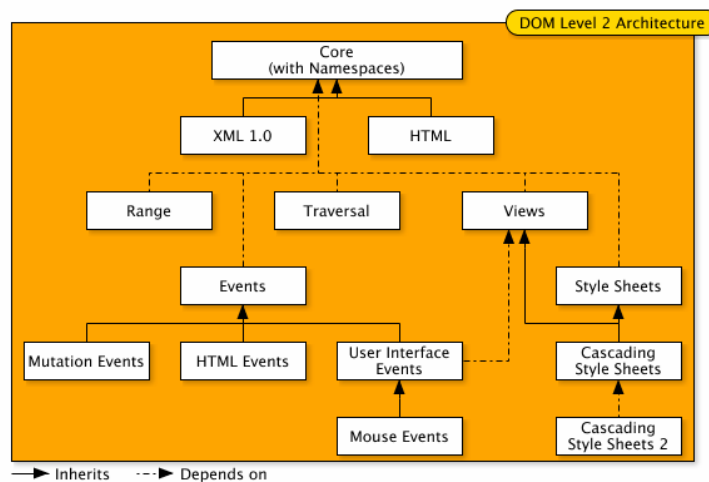 DOM Level 2 Architecture
Core
(with Namespaces)
XML 1.0
HTML
Range
Traversal
Views
Events
Style Sheets
Mutation Events
HTML Events
User Interface
Events
Cascading
Style Sheets
Mouse Events
Cascading
Style Sheets 2
Inherits
Depends on